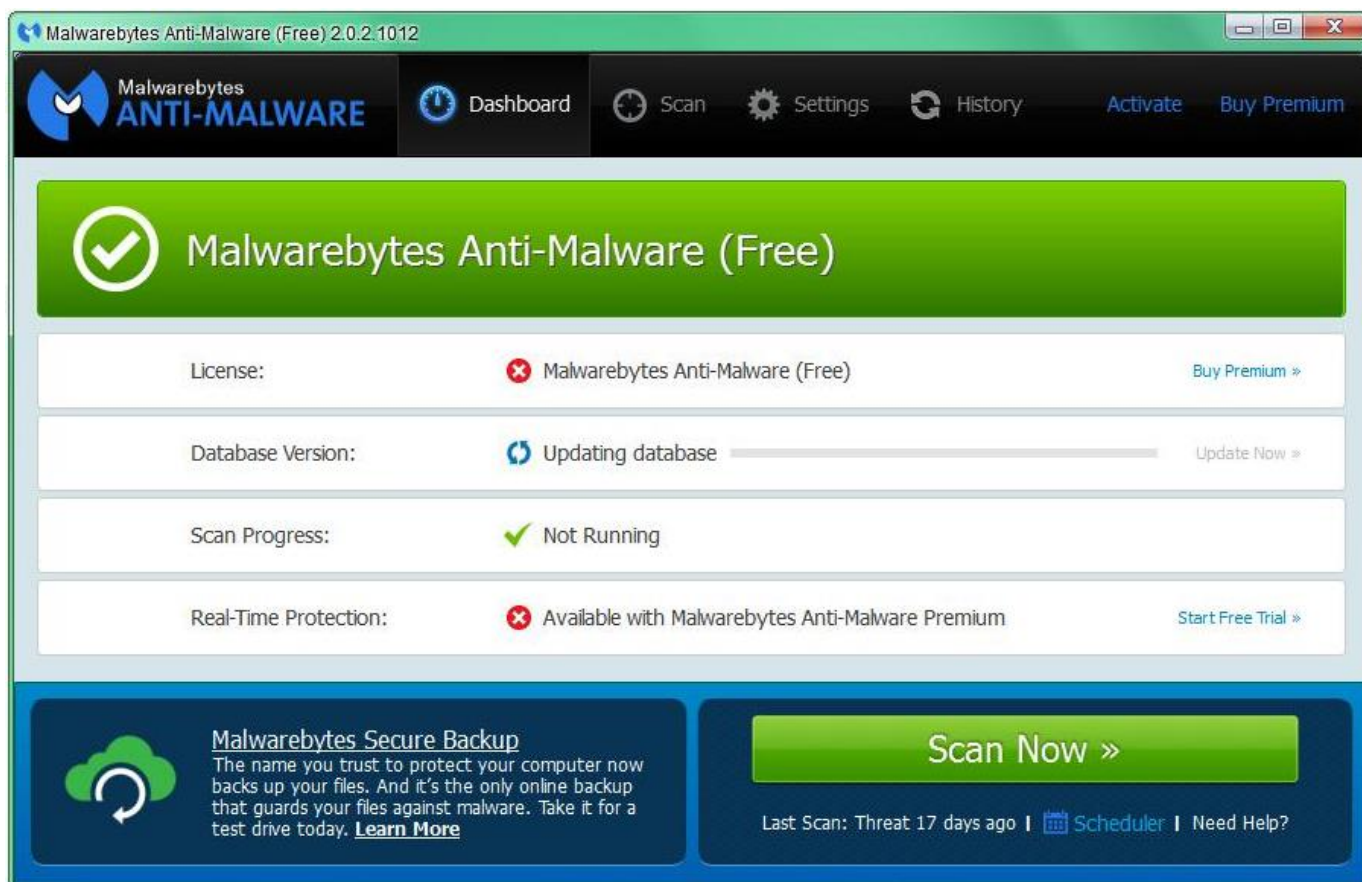 Malwarebytes Anti-Malware (Free) 2.0.2.1012
Malwarebytes
ANTI-MALWARE
Dashboard
Scan
Settings
History
Activate
Buy Premium
Malwarebytes Anti-Malware (Free)
License: Malwarebytes Anti-Malware (Free) Buy Premium »
Database Version: Updating database Update Now »
Scan Progress: Not Running
Real-Time Protection: Available with Malwarebytes Anti-Malware Premium Start Free Trial »
Malwarebytes Secure Backup
The name you trust to protect your computer now
backs up your files. And it's the only online backup
that guards your files against malware. Take it for a
test drive today. Learn More
Scan Now »
Last Scan: Threat 17 days ago | Scheduler | Need Help?